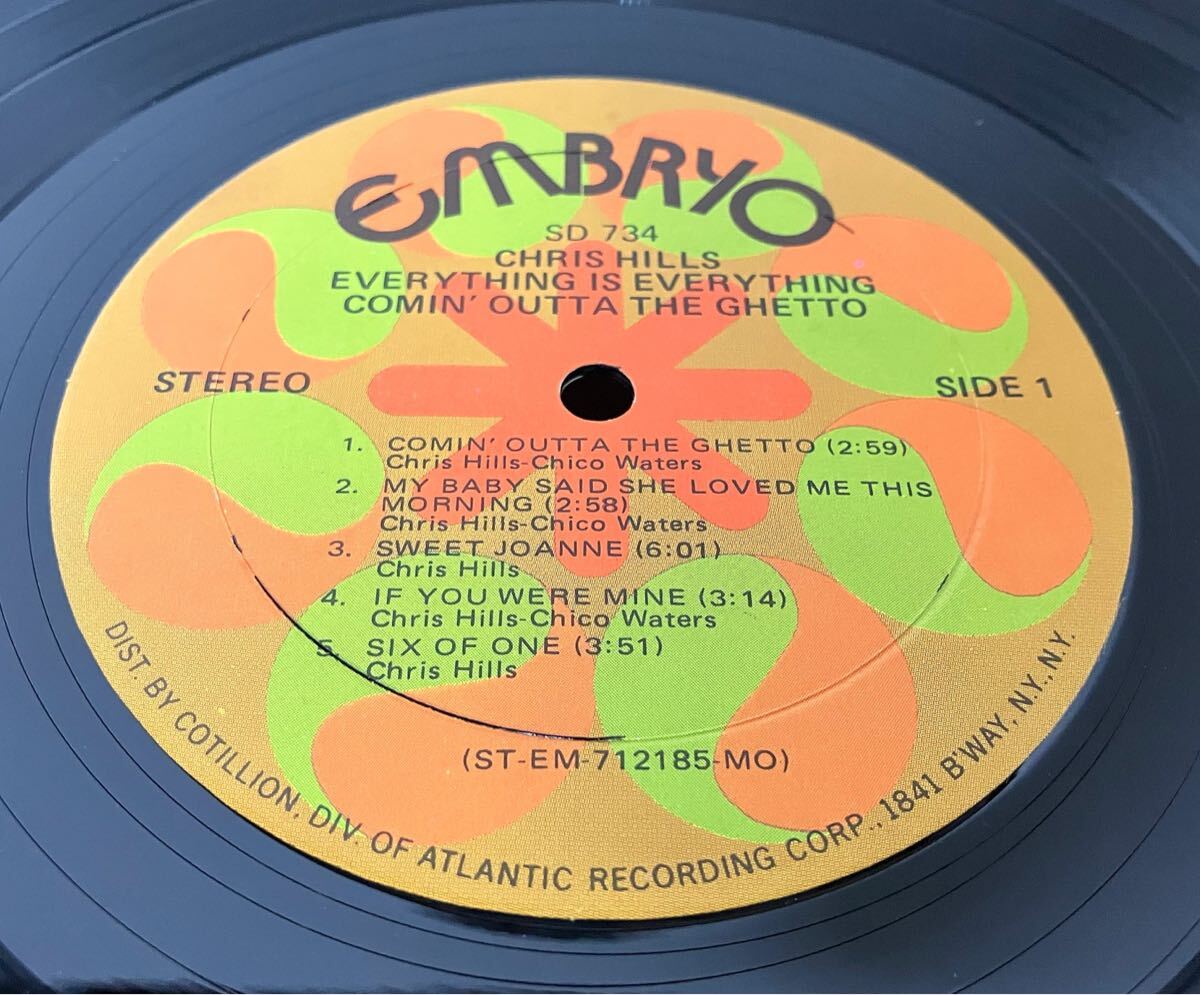 EMBRYO
SD 734
CHRIS HILLS
EVERYTHING IS EVERYTHING
COMIN' OUTTA THE GHETTO
STEREO
SIDE 1
1. COMIN' OUTTA THE GHETTO (2:59)
Chris Hills-Chico Waters
2. MY BABY SAID SHE LOVED ME THIS
MORNING (2:58)
Chris Hills-Chico Waters
3. SWEET JOANNE (6:01)
Chris Hills
4. IF YOU WERE MINE (3:14)
Chris Hills-Chico Waters
5. SIX OF ONE (3:51)
Chris Hills
(ST-EM-712185-MO)
DIST. BY COTILLION, DIV. OF ATLANTIC RECORDING CORP., 1841 B'WAY, N.Y., N.Y.